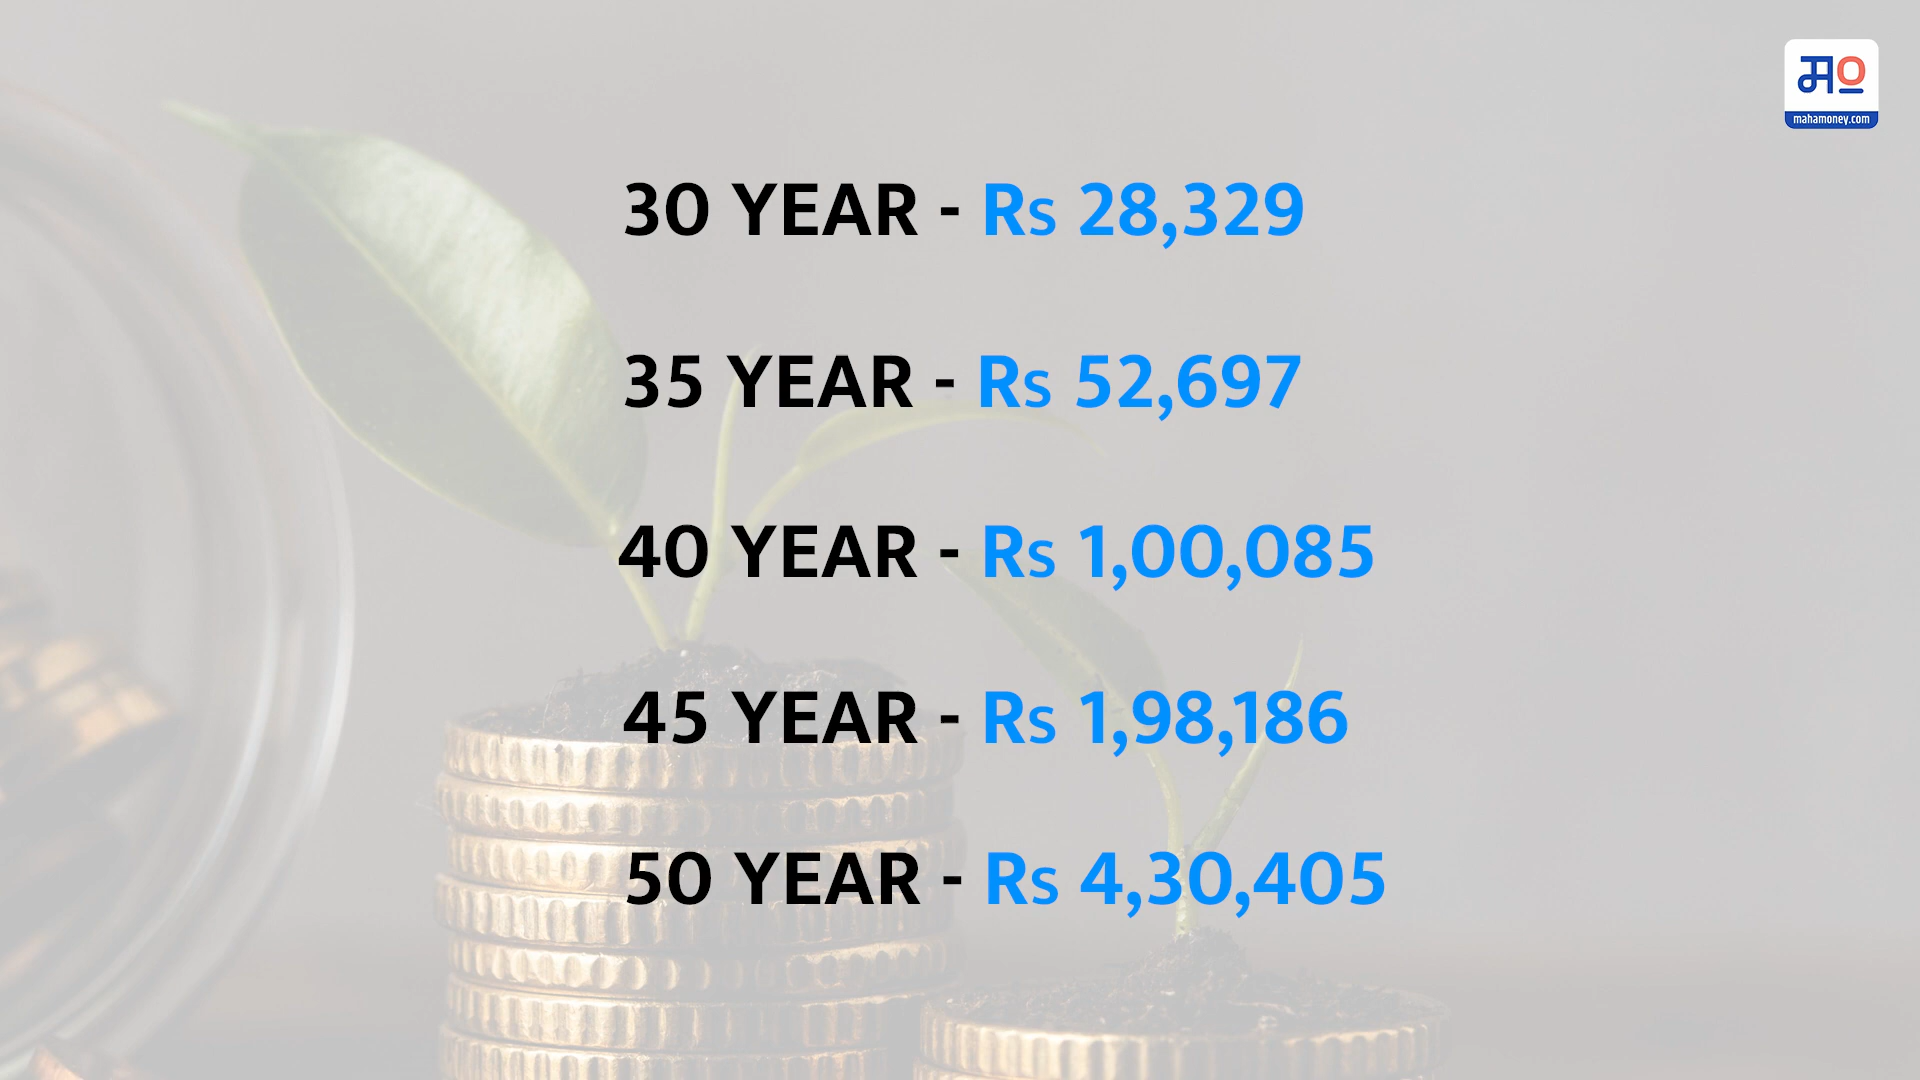 मo
mahamoney.com
30 YEAR - Rs 28,329
35 YEAR - Rs 52,697
40 YEAR - Rs 1,00,085
45 YEAR - Rs 1,98,186
50 YEAR - Rs 4,30,405